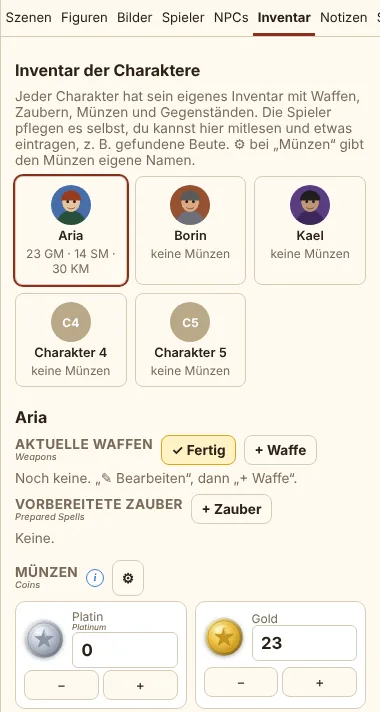 Szenen Figuren Bilder Spieler NPCs Inventar Notizen
Inventar der Charaktere
Jeder Charakter hat sein eigenes Inventar mit Waffen,
Zaubern, Münzen und Gegenständen. Die Spieler
pflegen es selbst, du kannst hier mitlesen und etwas
eintragen, z. B. gefundene Beute. ⚙ bei „Münzen“ gibt
den Münzen eigene Namen.
Aria
23 GM · 14 SM ·
30 KM
Borin
keine Münzen
Kael
keine Münzen
C4
Charakter 4
keine Münzen
C5
Charakter 5
keine Münzen
Aria
AKTUELLE WAFFEN
Weapons
✓ Fertig
+ Waffe
Noch keine. „✎ Bearbeiten“, dann „+ Waffe“.
VORBEREITETE ZAUBER
Prepared Spells
+ Zauber
Keine.
MÜNZEN
Coins
i
⚙
Platin
Platinum
0
−
+
Gold
23
−
+